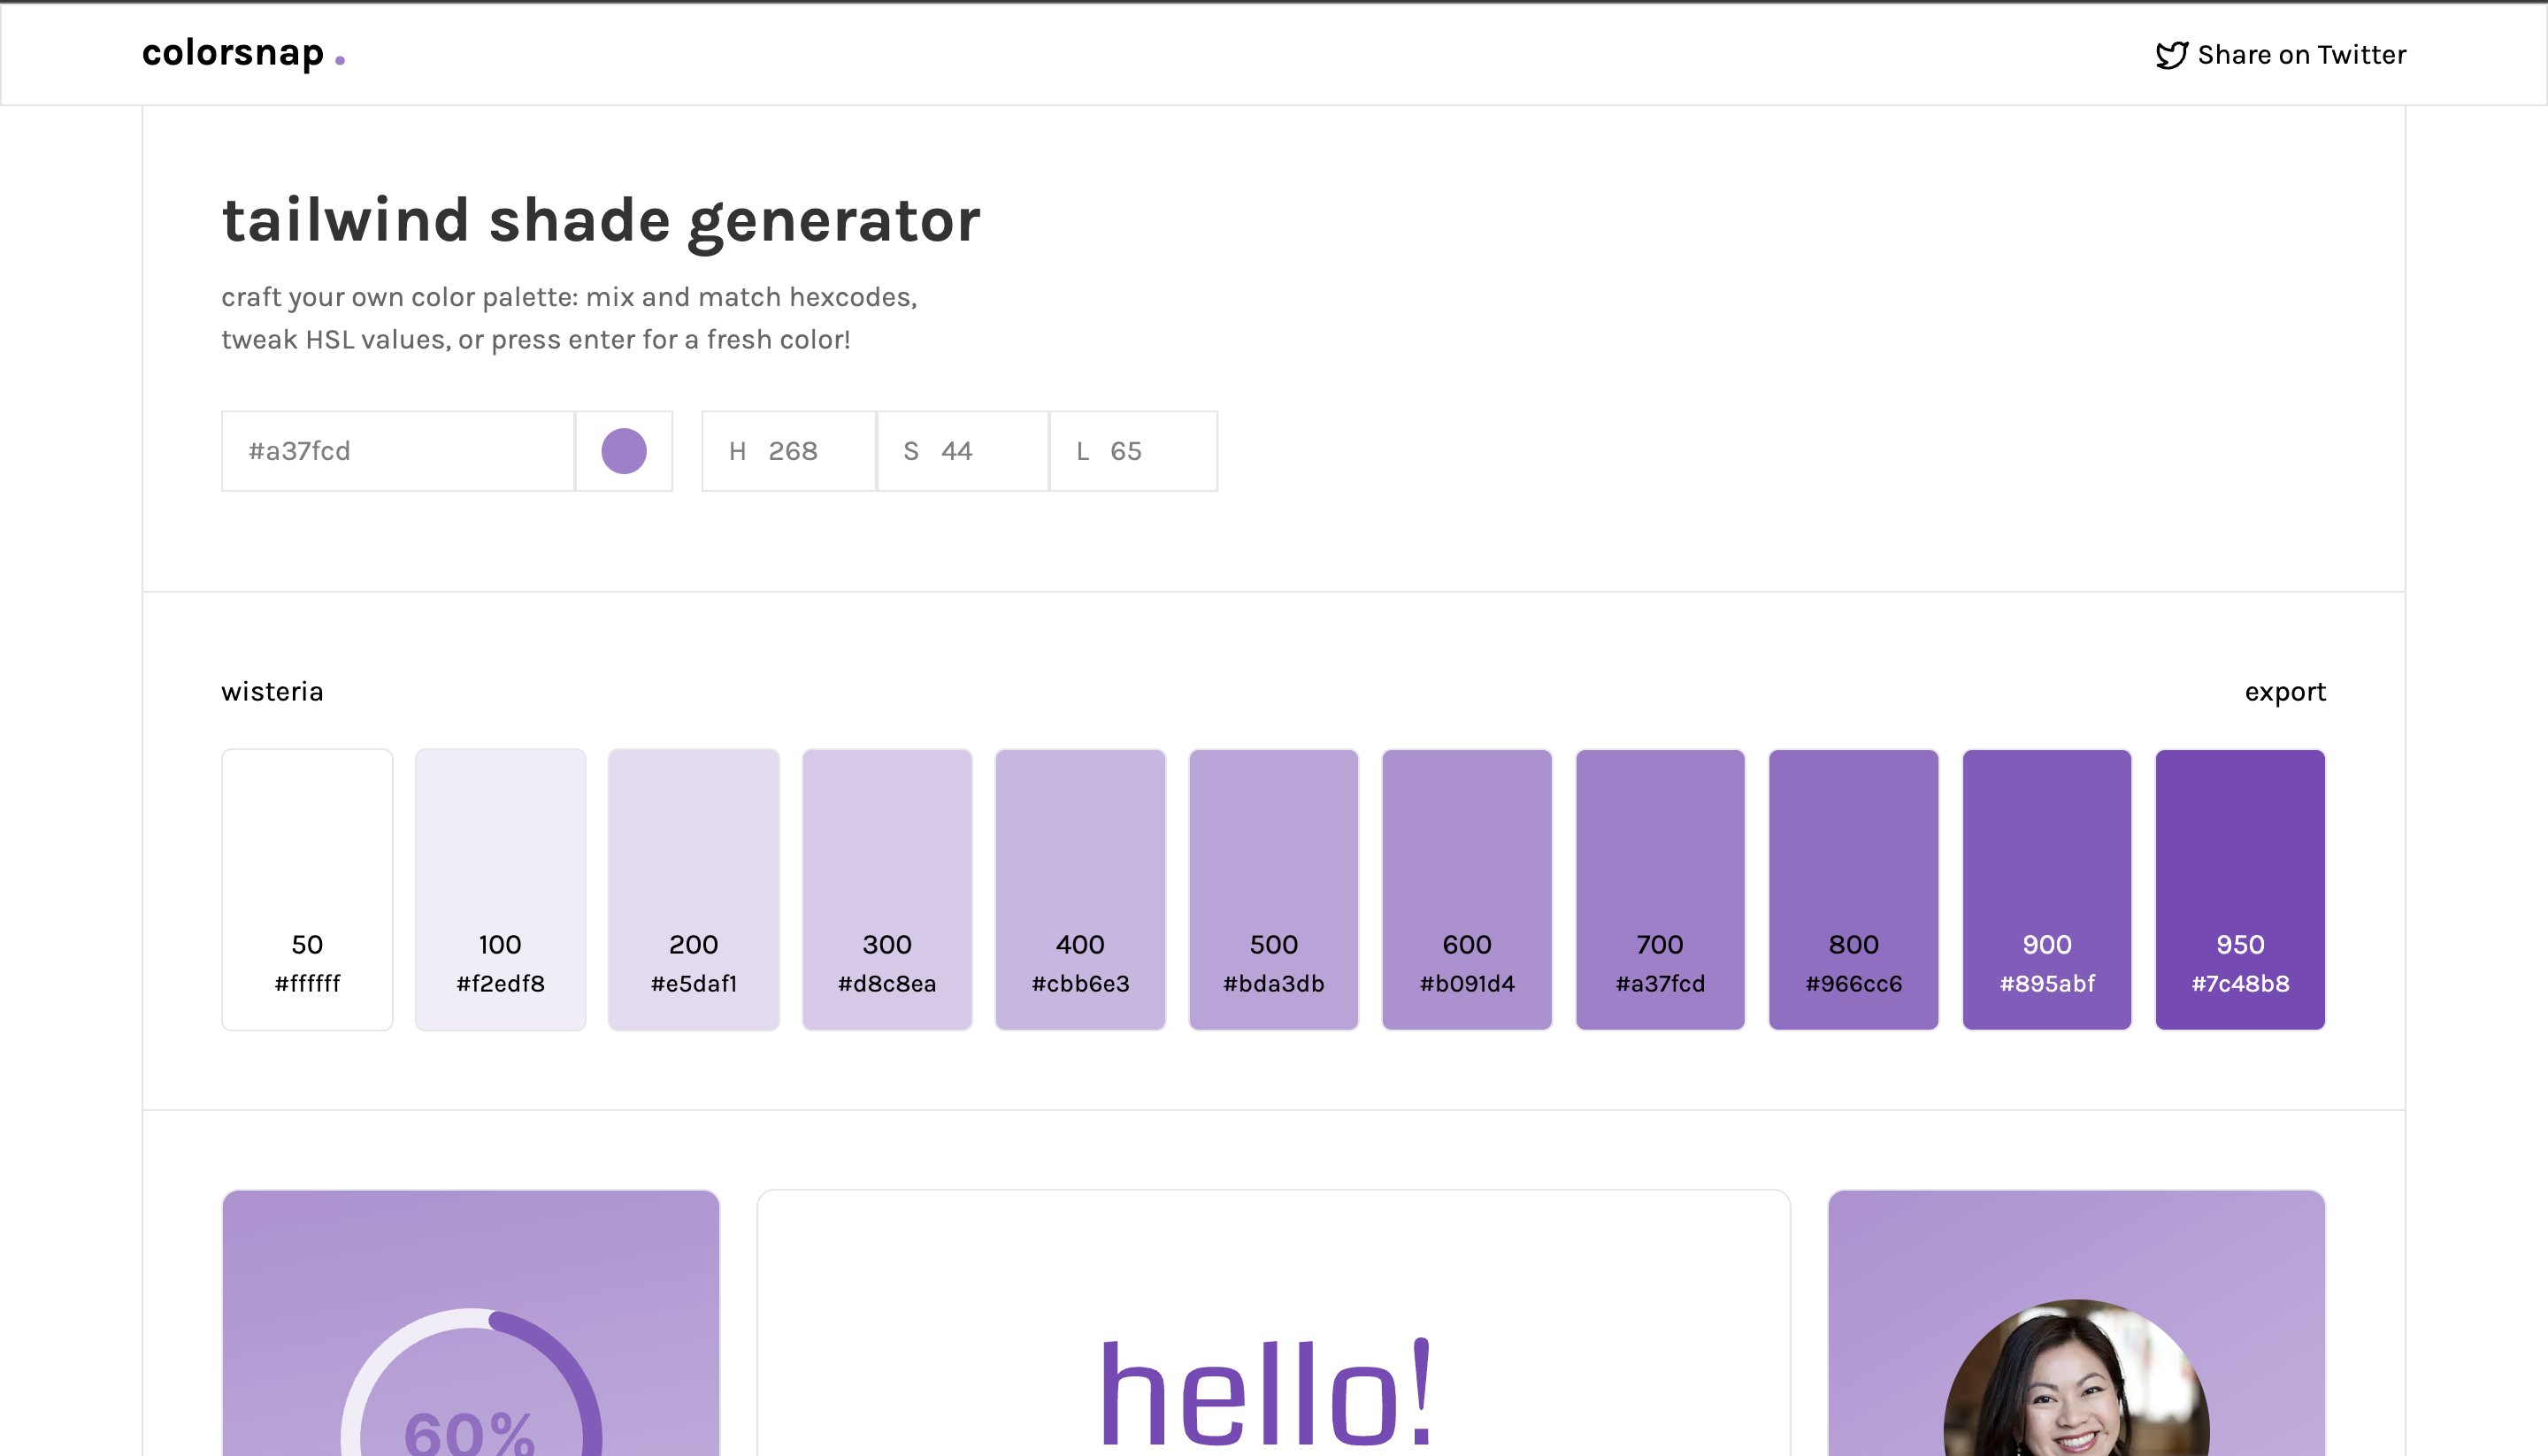 colorsnap .
Share on Twitter
tailwind shade generator
craft your own color palette: mix and match hexcodes,
tweak HSL values, or press enter for a fresh color!
#a37fcd
H 268
S 44
L 65
wisteria
export
50
#ffffff
100
#f2edf8
200
#e5daf1
300
#d8c8ea
400
#cbb6e3
500
#bda3db
600
#b091d4
700
#a37fcd
800
#966cc6
900
#895abf
950
#7c48b8
60%
hello!